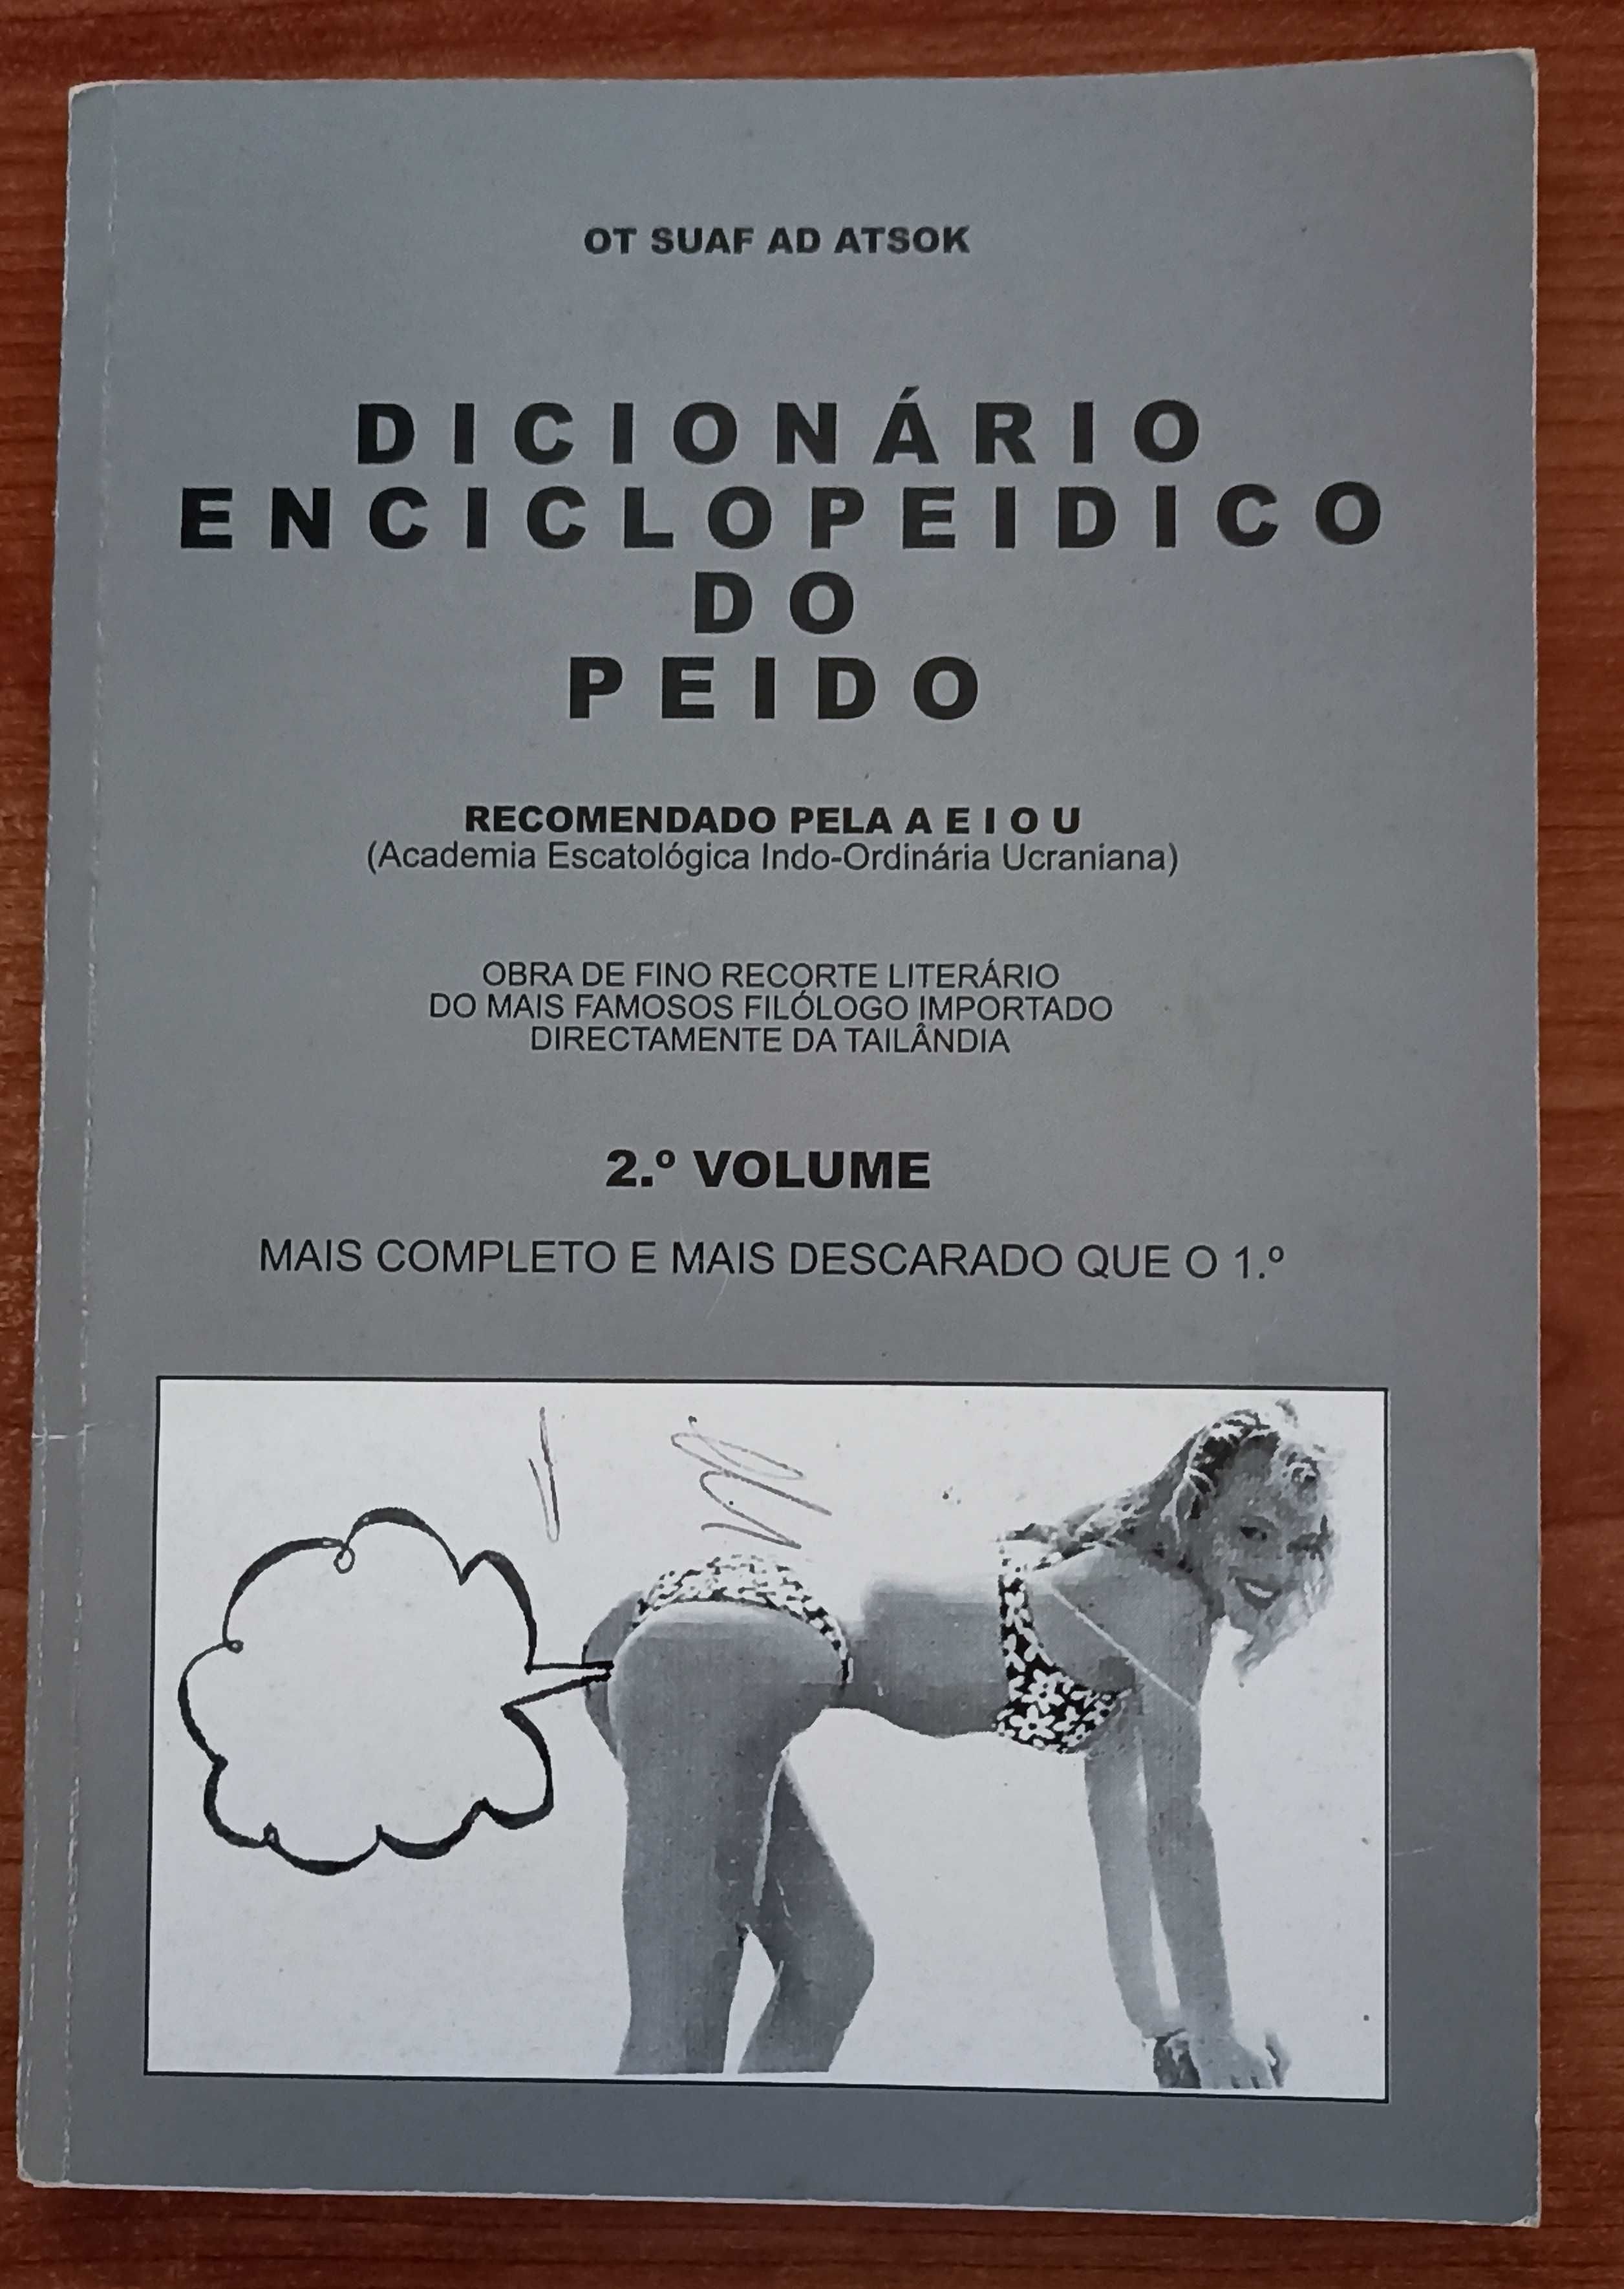 OT SUAF AD ATSOK
DICIONÁRIO
ENCICLOPEIDICO
DO
PEIDO
RECOMENDADO PELA A E I O U
(Academia Escatológica Indo-Ordinária Ucraniana)
OBRA DE FINO RECORTE LITERÁRIO
DO MAIS FAMOSOS FILÓLOGO IMPORTADO
DIRECTAMENTE DA TAILÂNDIA
2.º VOLUME
MAIS COMPLETO E MAIS DESCARADO QUE O 1.º